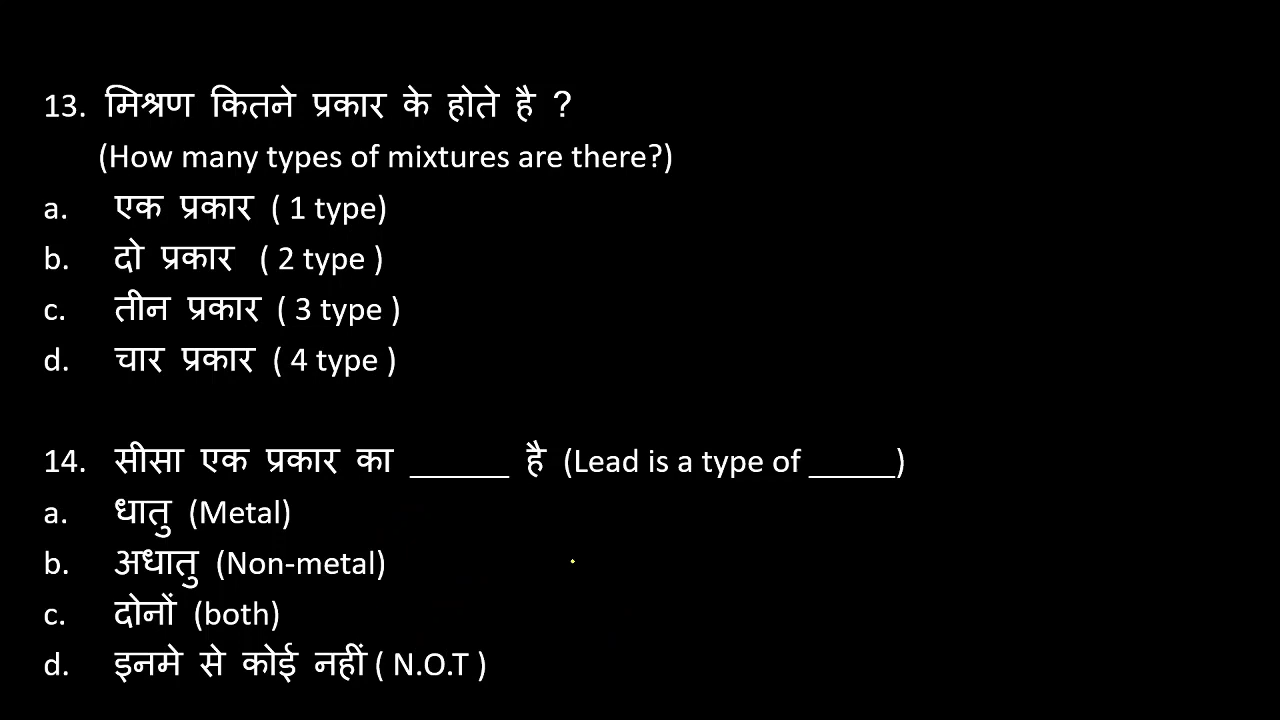 13. मिश्रण कितने प्रकार के होते है ?
(How many types of mixtures are there?)
a. एक प्रकार ( 1 type)
b. दो प्रकार ( 2 type )
c. तीन प्रकार ( 3 type )
d. चार प्रकार ( 4 type )
14. सीसा एक प्रकार का ______ है (Lead is a type of _____)
a. धातु (Metal)
b. अधातु (Non-metal)
c. दोनों (both)
d. इनमे से कोई नहीं ( N.O.T )